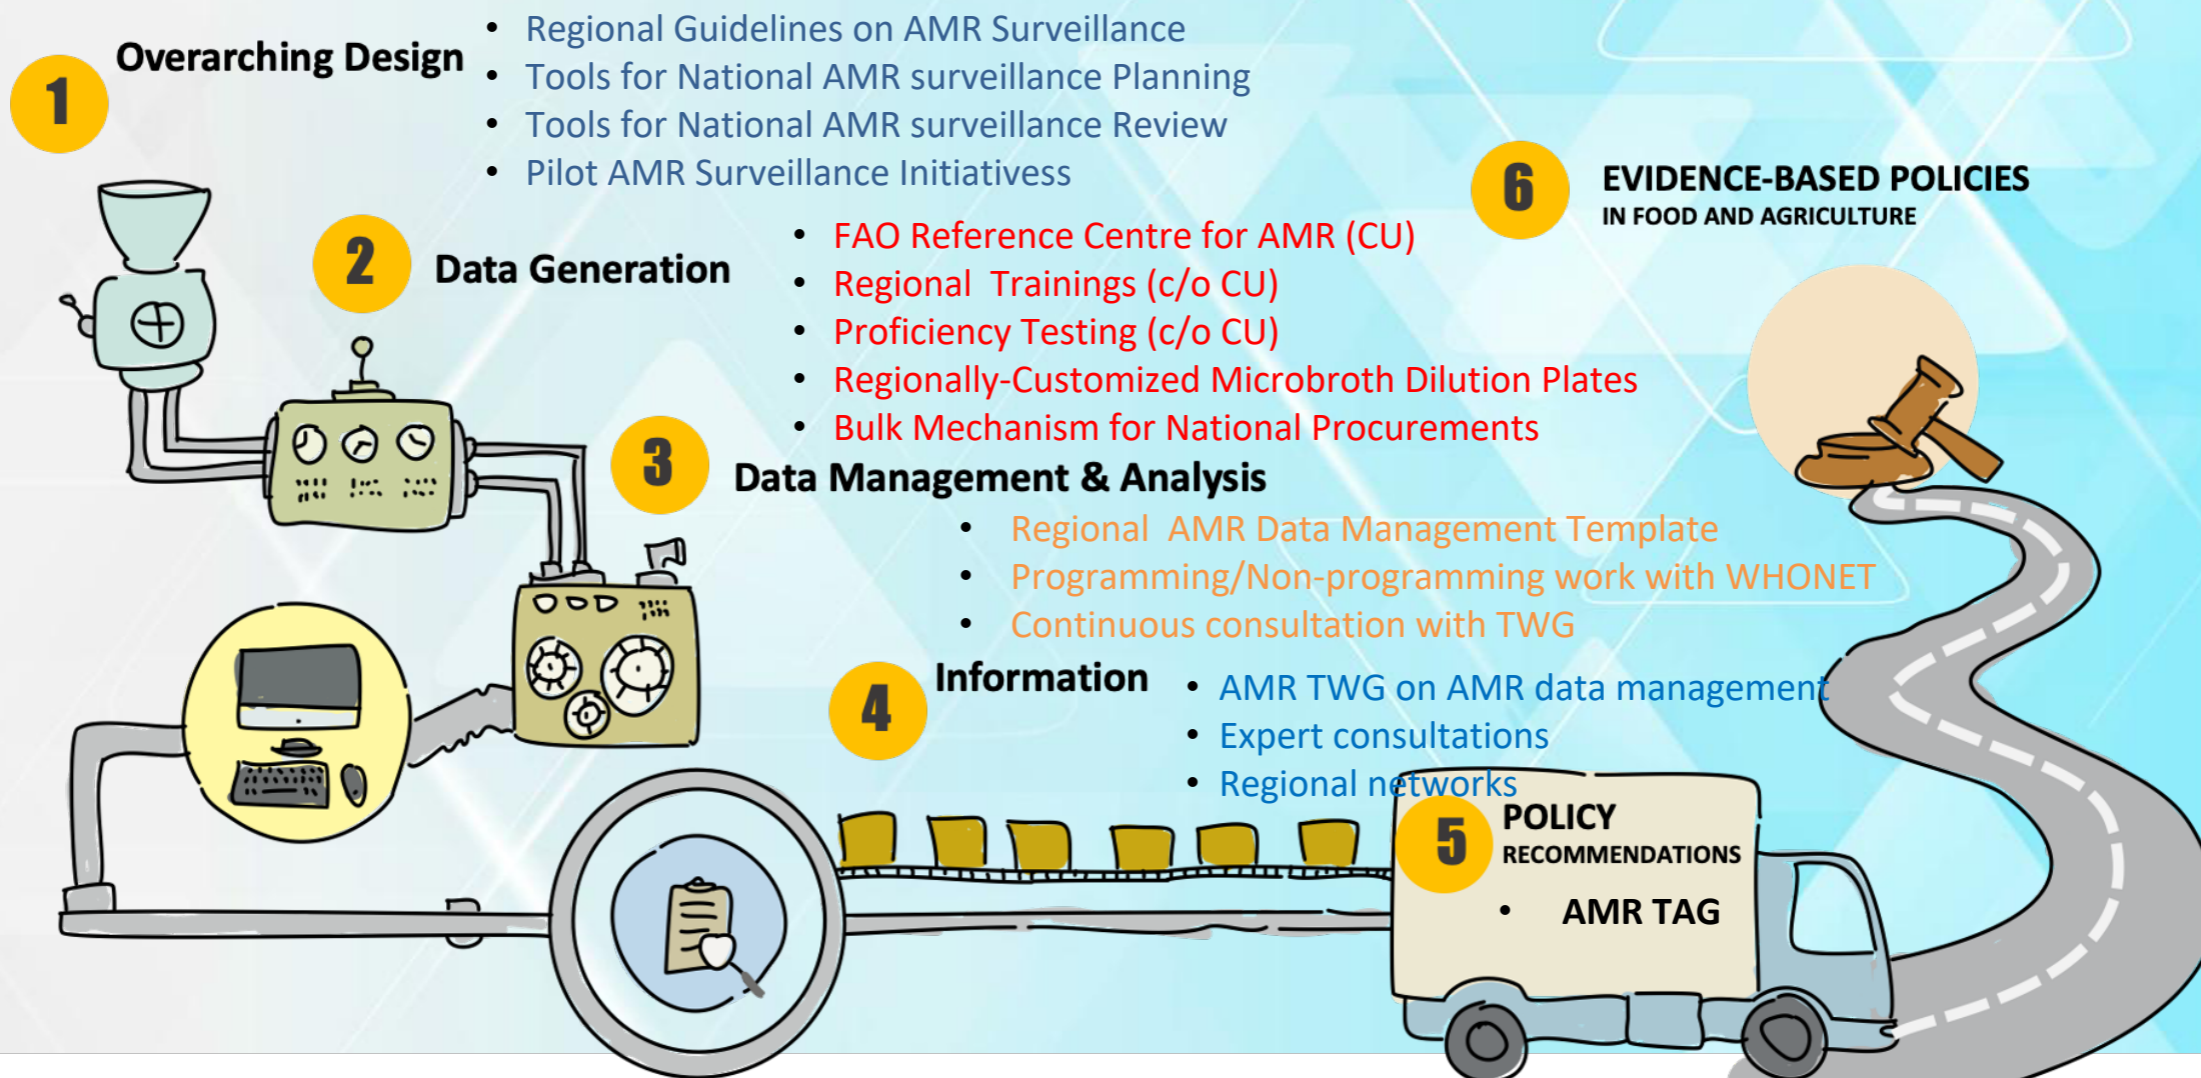 1
Overarching Design
• Regional Guidelines on AMR Surveillance
• Tools for National AMR surveillance Planning
• Tools for National AMR surveillance Review
• Pilot AMR Surveillance Initiativess
2
Data Generation
• FAO Reference Centre for AMR (CU)
• Regional Trainings (c/o CU)
• Proficiency Testing (c/o CU)
• Regionally-Customized Microbroth Dilution Plates
• Bulk Mechanism for National Procurements
3
Data Management & Analysis
• Regional AMR Data Management Template
• Programming/Non-programming work with WHONET
• Continuous consultation with TWG
4
Information
• AMR TWG on AMR data management
• Expert consultations
• Regional networks
5
POLICY
RECOMMENDATIONS
• AMR TAG
6
EVIDENCE-BASED POLICIES
IN FOOD AND AGRICULTURE